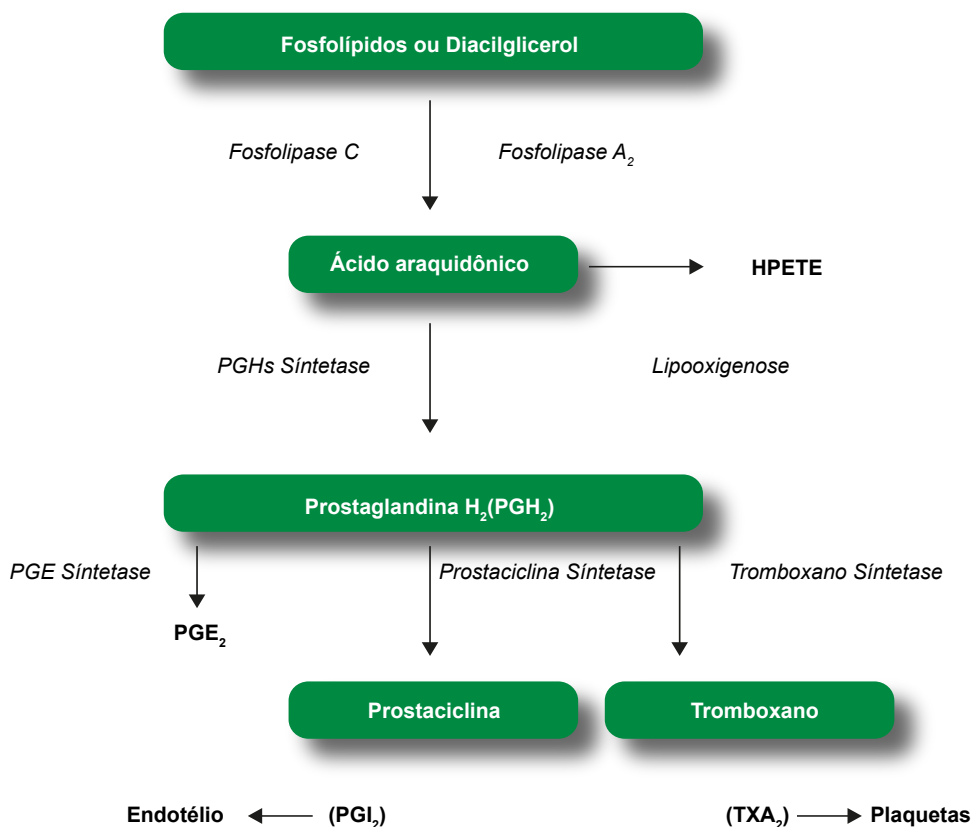 Fosfolípidos ou Diacilglicerol
Fosfolipase C
Fosfolipase A₂
Ácido araquidônico
HPETE
PGHs Síntetase
Lipooxigenose
Prostaglandina H₂(PGH₂)
PGE Síntetase
Prostaciclina Síntetase
Tromboxano Síntetase
PGE₂
Prostaciclina
Tromboxano
Endotélio
(PGI₂)
(TXA₂)
Plaquetas